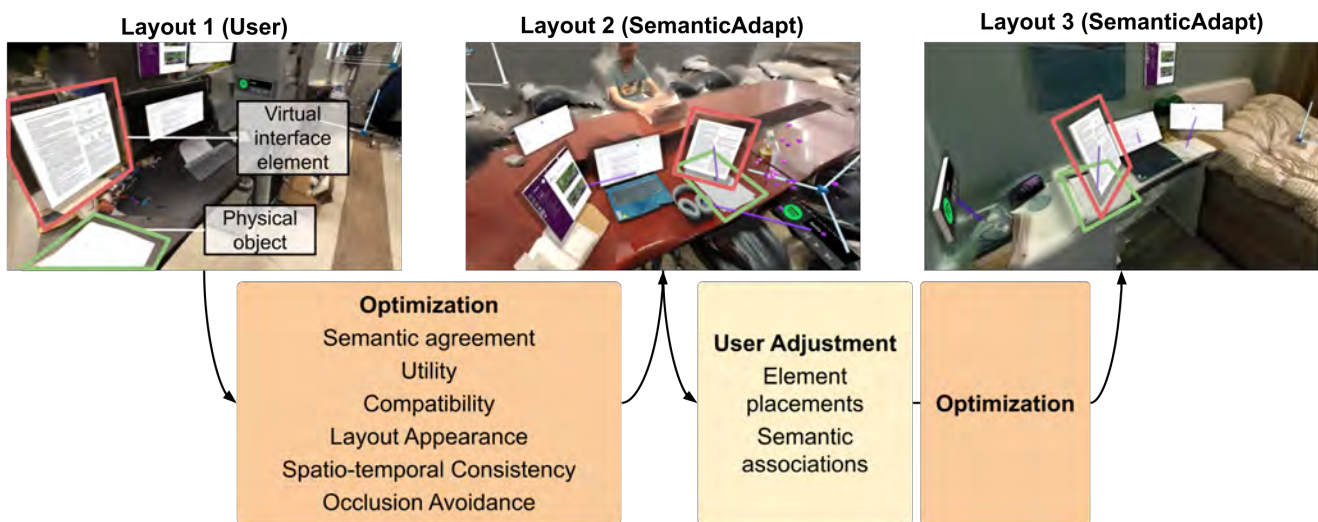 Layout 1 (User)
Layout 2 (SemanticAdapt)
Layout 3 (SemanticAdapt)
Virtual
interface
element
Physical
object
Optimization
Semantic agreement
Utility
Compatibility
Layout Appearance
Spatio-temporal Consistency
Occlusion Avoidance
User Adjustment
Element
placements
Semantic
associations
Optimization